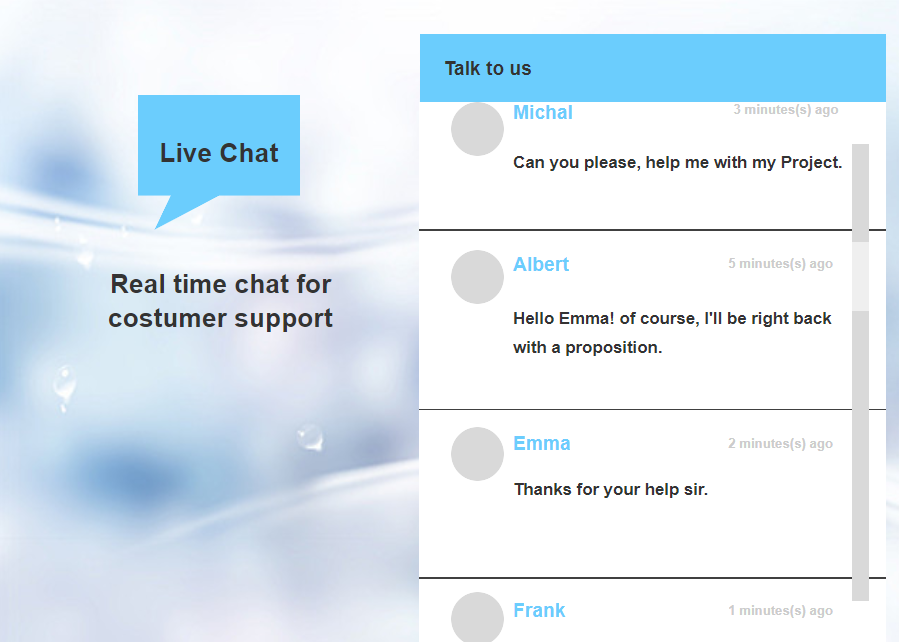 Live Chat
Real time chat for
costumer support
Talk to us
Michal
3 minutes(s) ago
Can you please, help me with my Project.
Albert
5 minutes(s) ago
Hello Emma! of course, I'll be right back
with a proposition.
Emma
2 minutes(s) ago
Thanks for your help sir.
Frank
1 minutes(s) ago